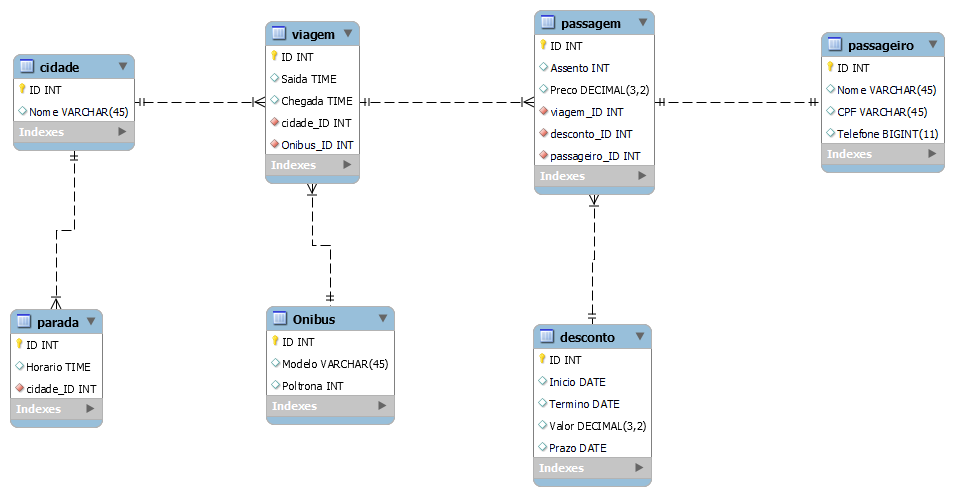 cidade
ID INT
Nome VARCHAR(45)
Indexes
viagem
ID INT
Saida TIME
Chegada TIME
cidade_ID INT
Onibus_ID INT
Indexes
passagem
ID INT
Assento INT
Preco DECIMAL(3,2)
viagem_ID INT
desconto_ID INT
passageiro_ID INT
Indexes
passageiro
ID INT
Nome VARCHAR(45)
CPF VARCHAR(45)
Telefone BIGINT(11)
Indexes
parada
ID INT
Horario TIME
cidade_ID INT
Indexes
Onibus
ID INT
Modelo VARCHAR(45)
Poltrona INT
Indexes
desconto
ID INT
Inicio DATE
Termino DATE
Valor DECIMAL(3,2)
Prazo DATE
Indexes